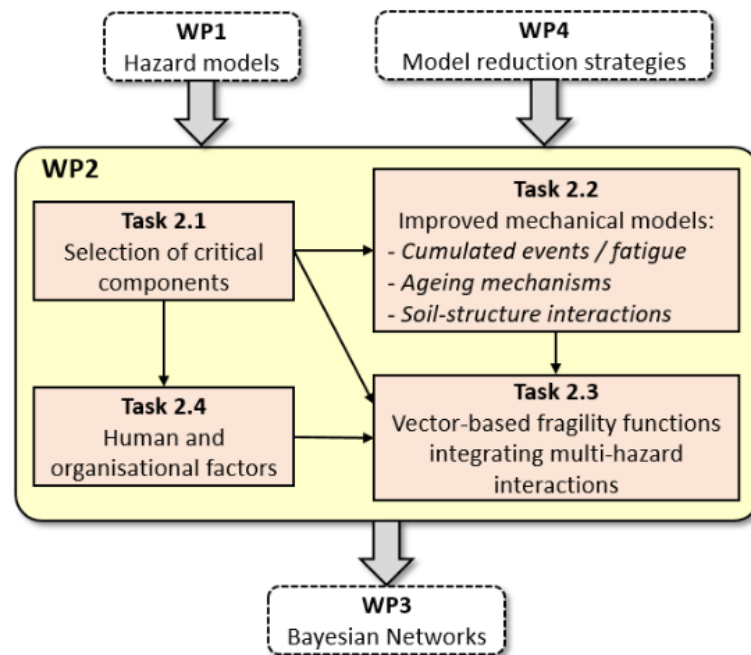 WP1
Hazard models
WP4
Model reduction strategies
WP2
Task 2.1
Selection of critical
components
Task 2.2
Improved mechanical models:
- Cumulated events / fatigue
- Ageing mechanisms
- Soil-structure interactions
Task 2.4
Human and
organisational factors
Task 2.3
Vector-based fragility functions
integrating multi-hazard
interactions
WP3
Bayesian Networks